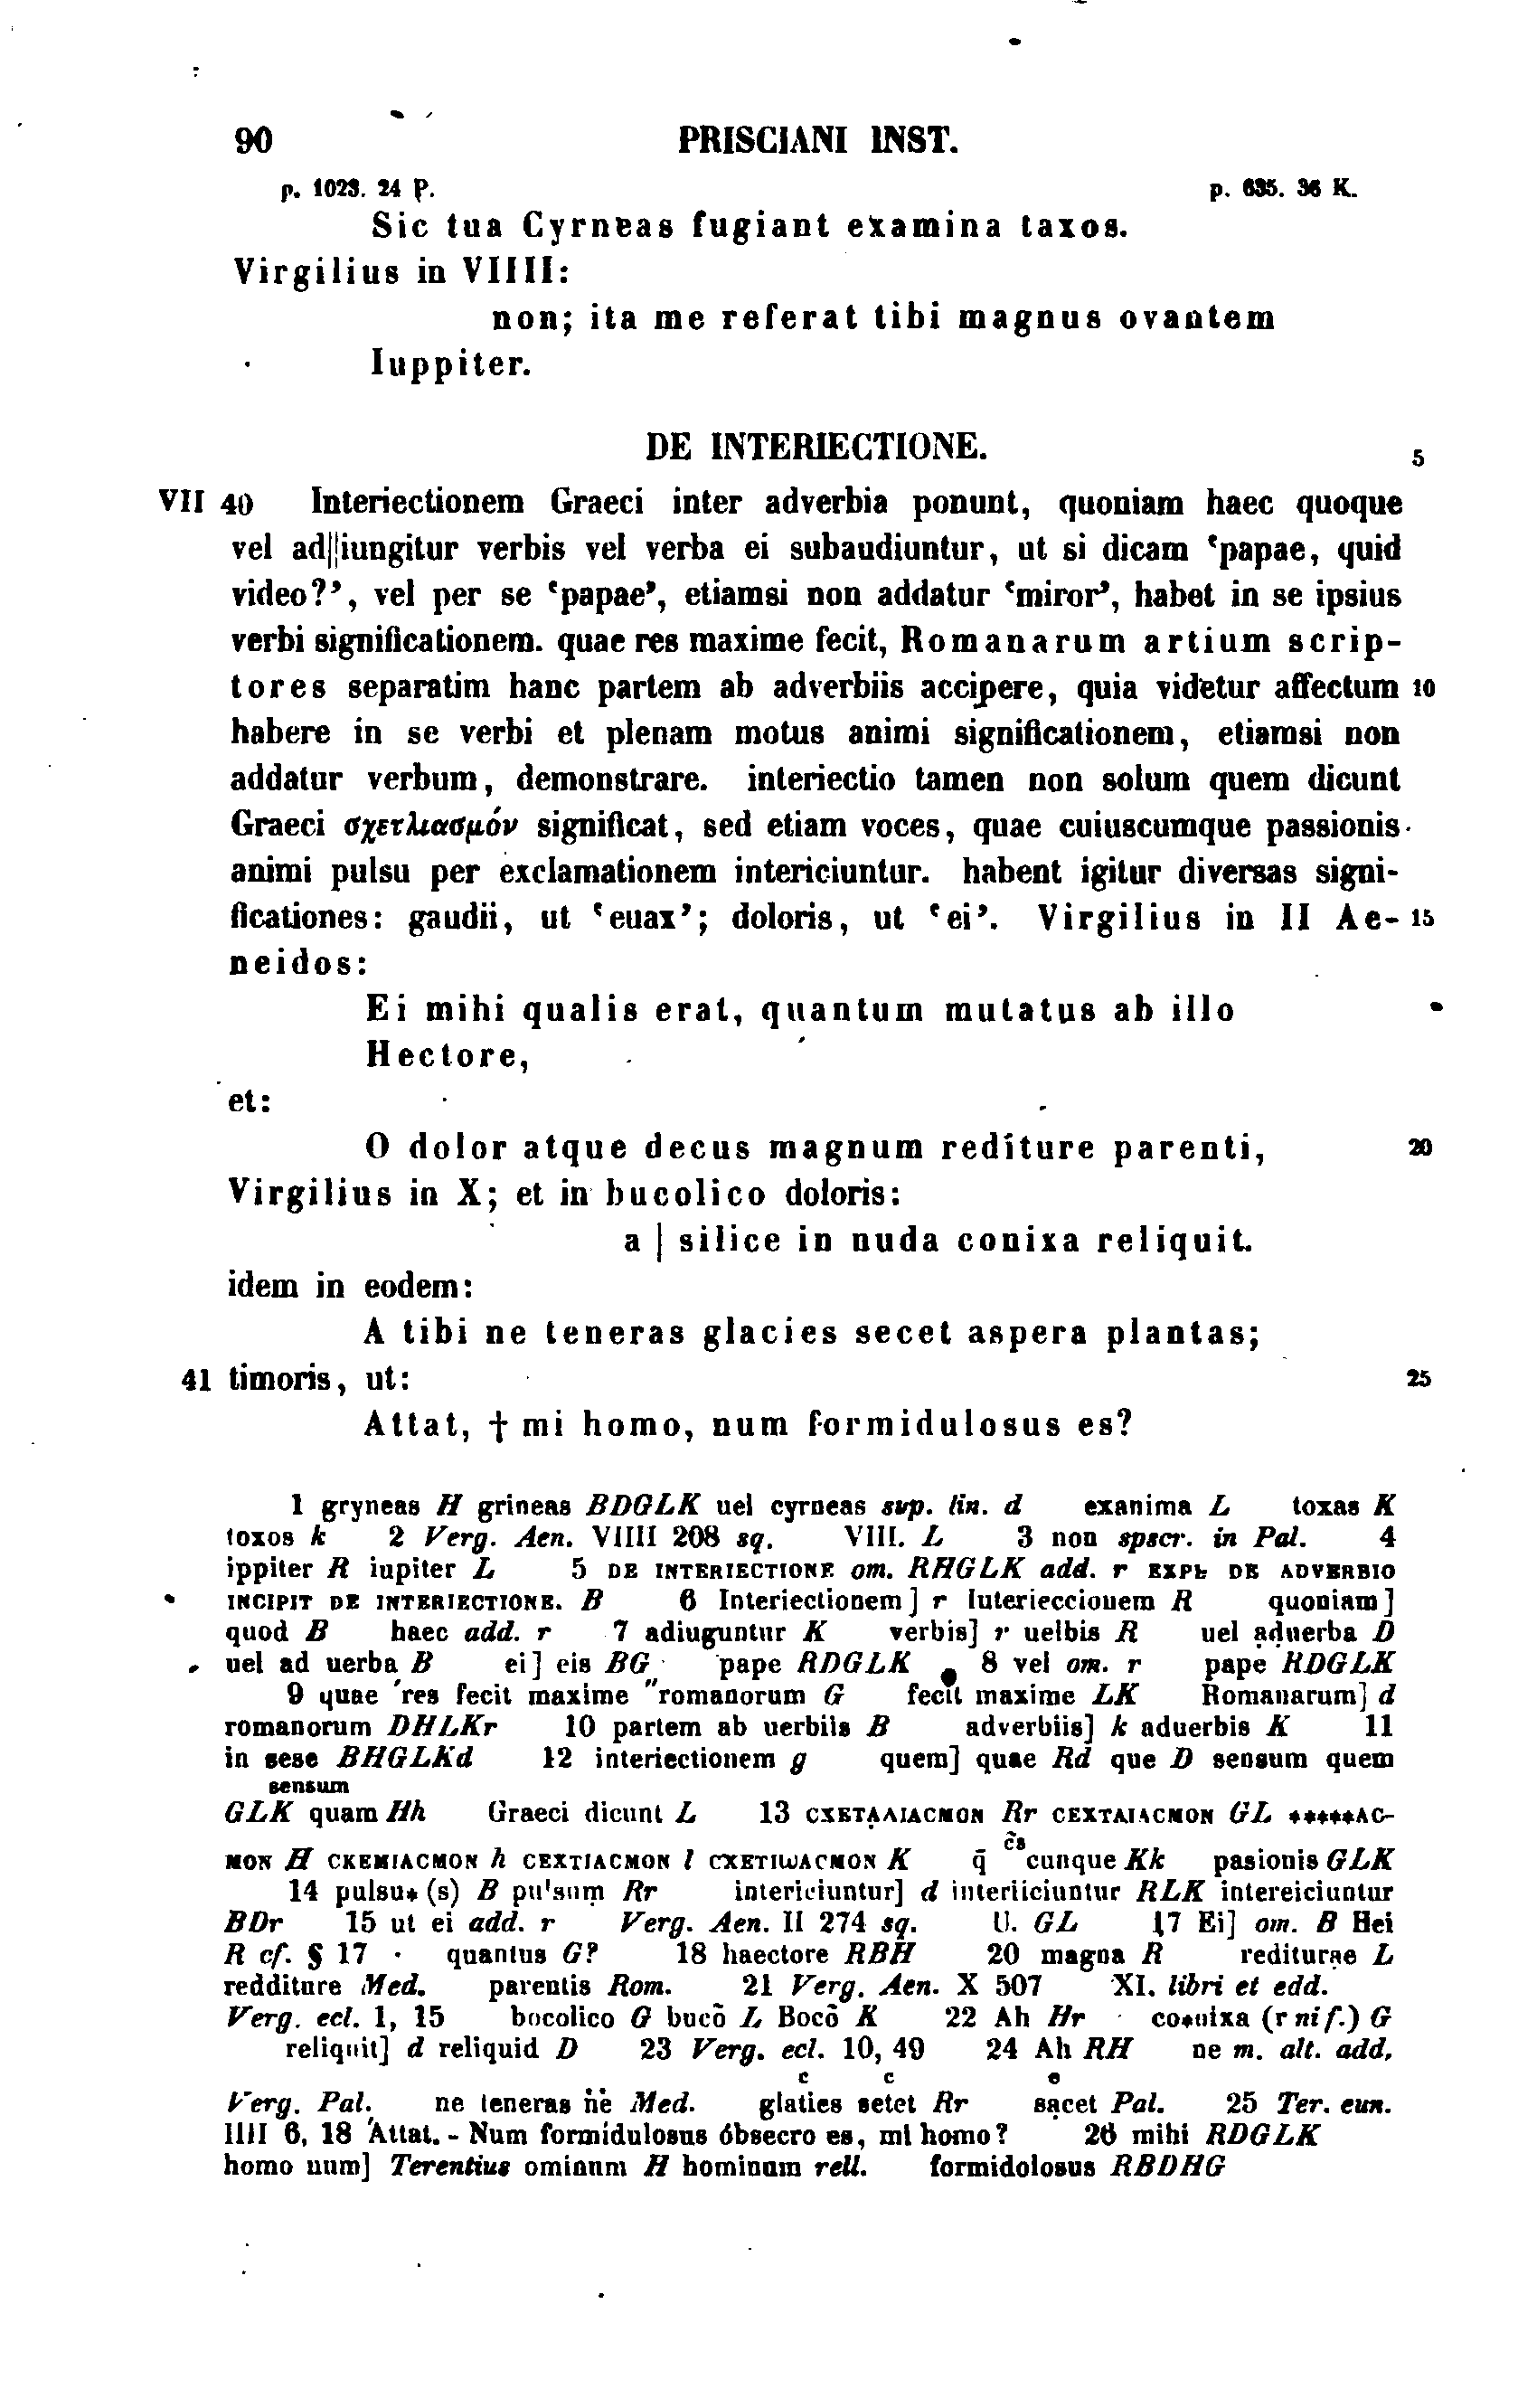 90 PRISCIANI INST.
p. 1023. 24 P. p. 635. 36 K.
Sic tua Cyrneas fugiant examina taxos.
Virgilius in VIIII:
non; ita me referat tibi magnus ovantem
Iuppiter.
DE INTERIECTIONE. 5
VII 40 Interiectionem Graeci inter adverbia ponunt, quoniam haec quoque
vel ad||iungitur verbis vel verba ei subaudiuntur, ut si dicam ‘papae, quid
video?’, vel per se ‘papae’, etiamsi non addatur ‘miror’, habet in se ipsius
verbi significationem. quae res maxime fecit, Romanarum artium scrip-
tores separatim hanc partem ab adverbiis accipere, quia videtur affectum 10
habere in se verbi et plenam motus animi significationem, etiamsi non
addatur verbum, demonstrare. interiectio tamen non solum quem dicunt
Graeci σχετλιασμόν significat, sed etiam voces, quae cuiuscumque passionis
animi pulsu per exclamationem intericiuntur. habent igitur diversas signi-
ficationes: gaudii, ut ‘euax’; doloris, ut ‘ei’. Virgilius in II Ae- 15
neidos:
Ei mihi qualis erat, quantum mutatus ab illo
Hectore,
et:
O dolor atque decus magnum rediture parenti, 20
Virgilius in X; et in bucolico doloris:
a | silice in nuda conixa reliquit.
idem in eodem:
A tibi ne teneras glacies secet aspera plantas;
41 timoris, ut: 25
Attat, † mi homo, num formidulosus es?
1 gryneas H grineas BDGLK uel cyrneas sup. lin. d exanima L toxas K
toxos k 2 Verg. Aen. VIIII 208 sq. VIII. L 3 non spscr. in Pal. 4
ippiter R iupiter L 5 DE INTERIECTIONE om. RHGLK add. r EXPL DE ADVERBIO
INCIPIT DE INTERIECTIONE. B 6 Interiectionem] r Interiecciouem R quoniam]
quod B haec add. r 7 adiuguntur K verbis] r uelbis R uel aduerba D
uel ad uerba B ei] eis BG pape RDGLK 8 vel om. r pape RDGLK
9 quae 'res fecit maxime "romanorum G fecit maxime LK Romanarum] d
romanorum DHLKr 10 partem ab uerbiis B adverbiis] k aduerbis K 11
in sese BHGLKd 12 interiectionem g quem] quae Rd que D sensum quem
sensum
GLK quam Hh Graeci dicunt L 13 CXETAΛIACMON Rr CEXTAIACMON GL *****AC-
MON H CKEMIACMON h CEXTIACMON l CXETIωACMON K q̄ c̄s cunque Kk pasionis GLK
14 pulsu* (s) B pu'sum Rr intericiuntur] d interiiciuntur RLK intereiciuntur
BDr 15 ut ei add. r Verg. Aen. II 274 sq. U. GL 17 Ei] om. B Hei
R cf. § 17 quantus G? 18 haectore RBH 20 magna R rediturae L
redditure Med. parentis Rom. 21 Verg. Aen. X 507 XI. libri et edd.
Verg. ecl. 1, 15 bocolico G bucō L Bocō K 22 Ah Hr co*nixa (r ni f.) G
reliquit] d reliquid D 23 Verg. ecl. 10, 49 24 Ah RH ne m. alt. add.
c c e
Verg. Pal. ne teneras ne Med. glaties setet Rr sacet Pal. 25 Ter. eun.
IIII 6, 18 Attat. - Num formídulosus óbsecro es, mi homo? 26 mihi RDGLK
homo num] Terentius ominum H hominum rell. formidolosus RBDHG